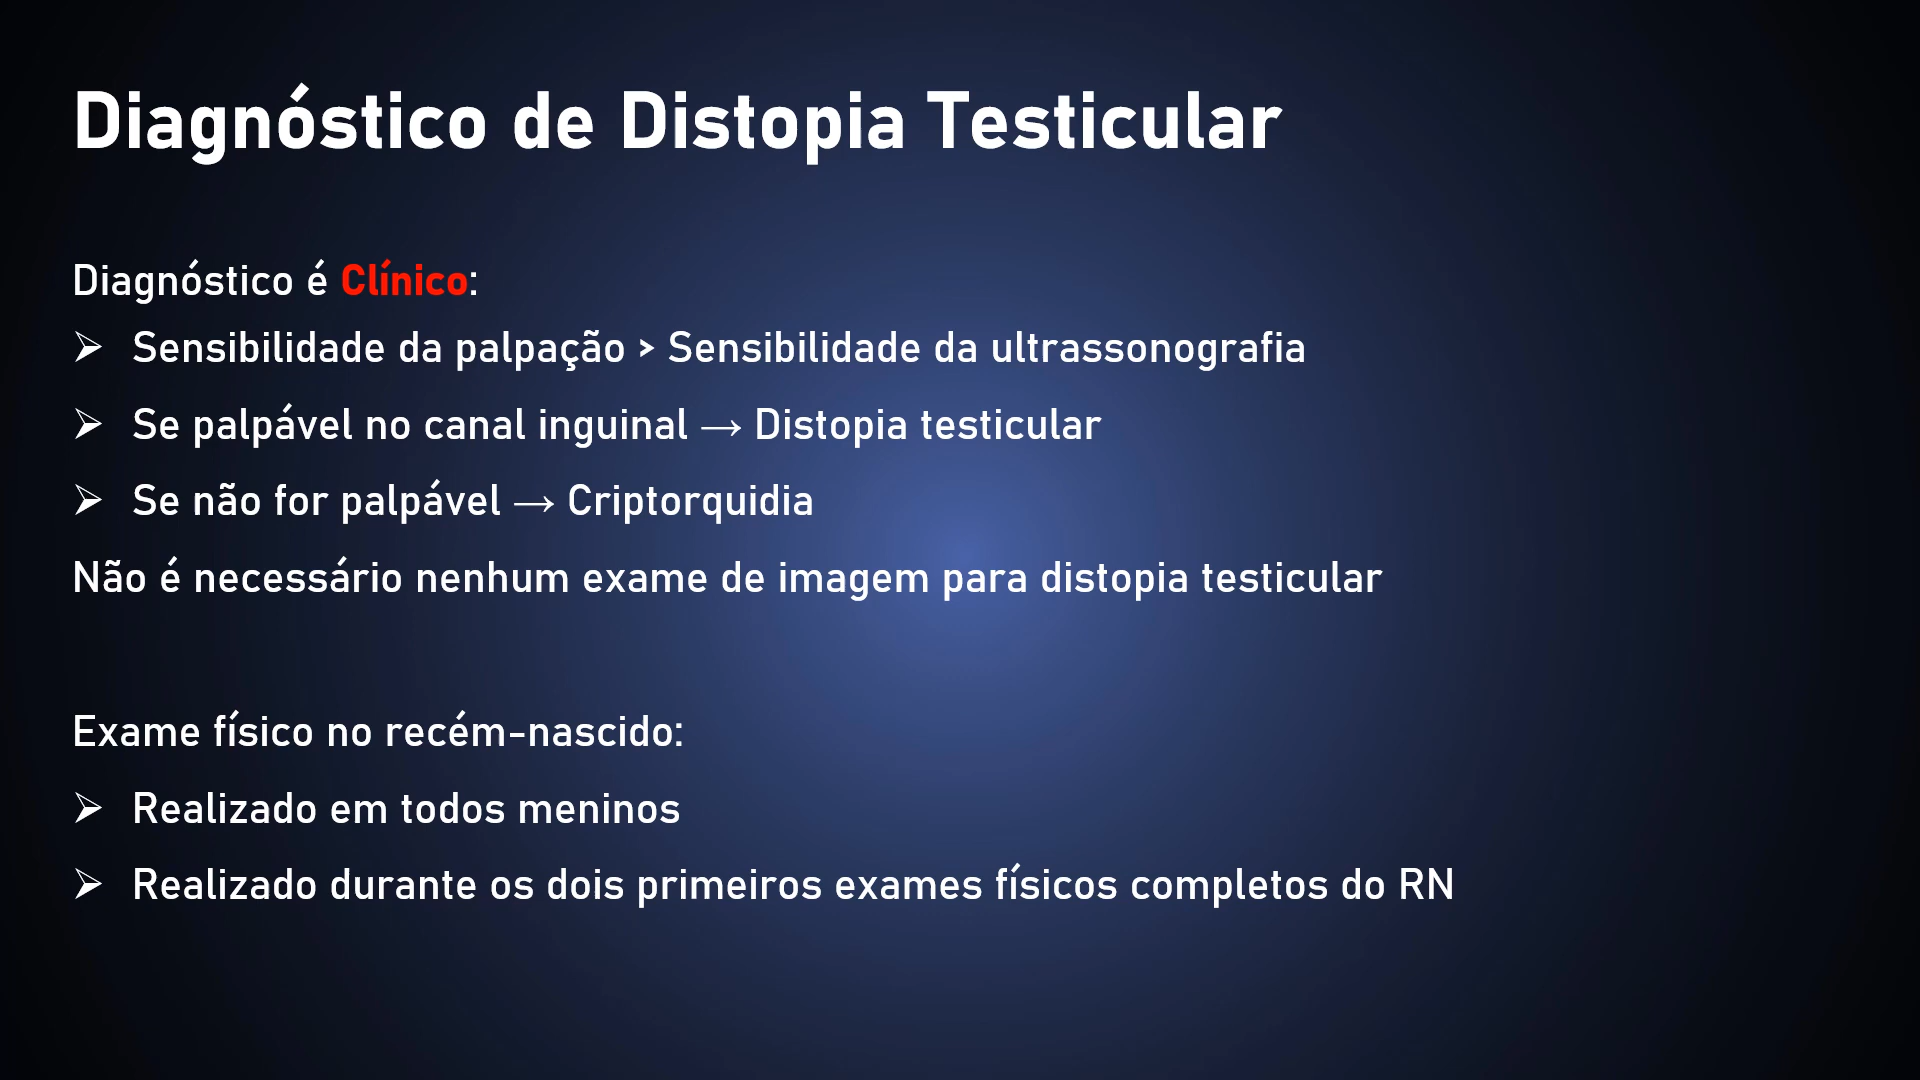 Diagnóstico de Distopia Testicular
Diagnóstico é Clínico:
➢ Sensibilidade da palpação > Sensibilidade da ultrassonografia
➢ Se palpável no canal inguinal → Distopia testicular
➢ Se não for palpável → Criptorquidia
Não é necessário nenhum exame de imagem para distopia testicular
Exame físico no recém-nascido:
➢ Realizado em todos meninos
➢ Realizado durante os dois primeiros exames físicos completos do RN